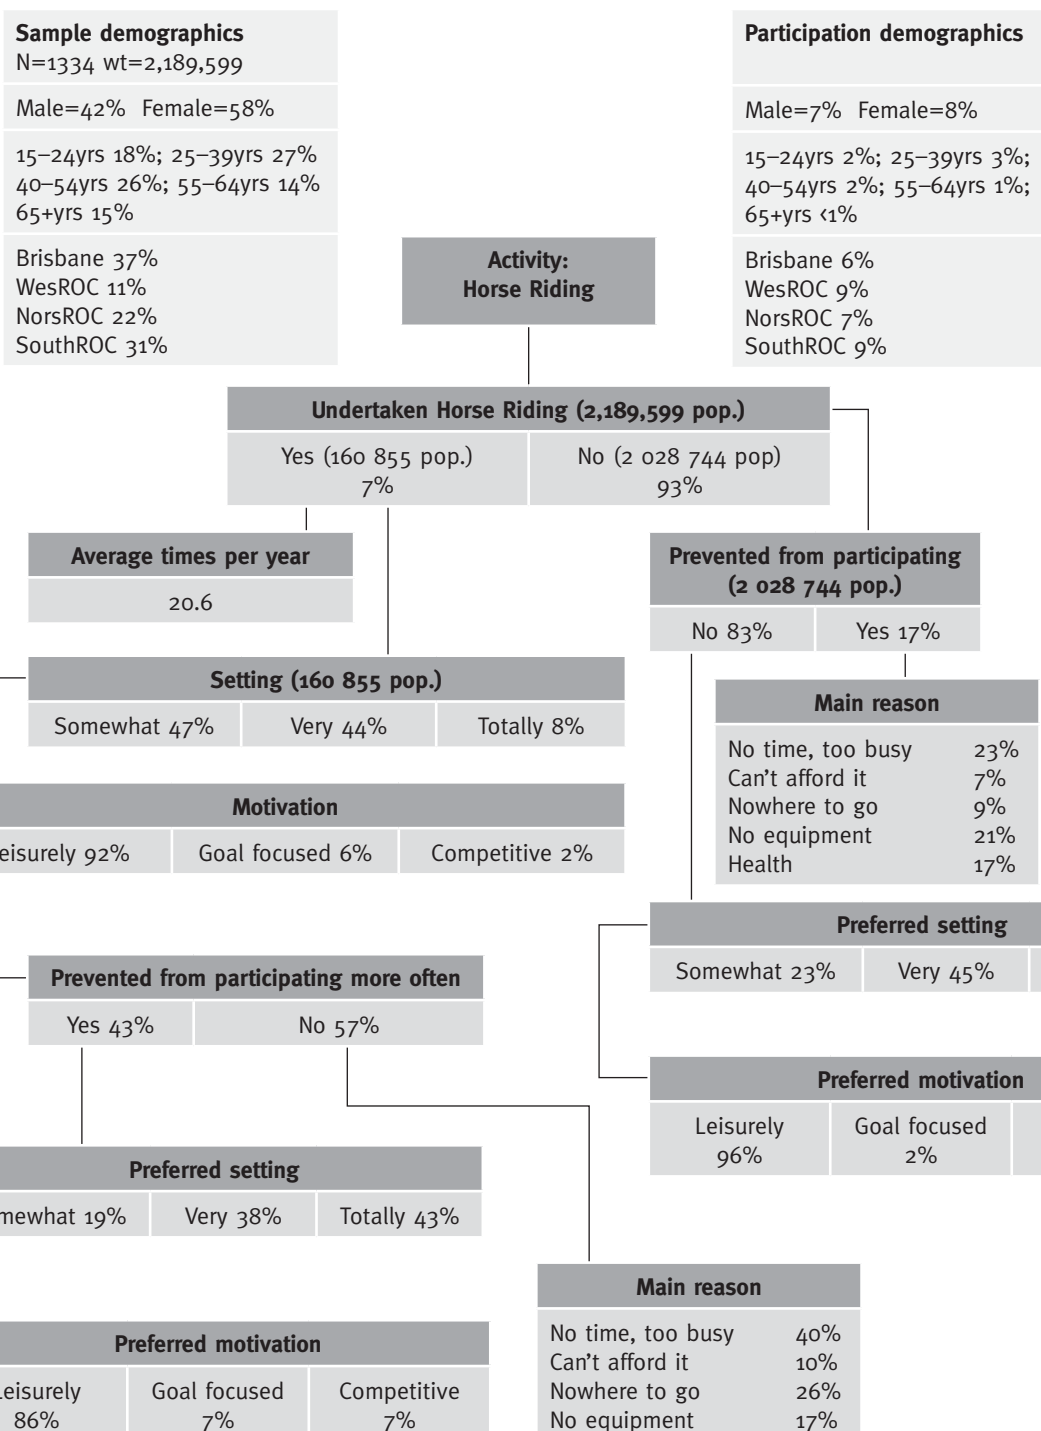 Sample demographics
N=1334 wt=2,189,599
Male=42% Female=58%
15–24yrs 18%; 25–39yrs 27%
40–54yrs 26%; 55–64yrs 14%
65+yrs 15%
Brisbane 37%
WesROC 11%
NorsROC 22%
SouthROC 31%
Participation demographics
Male=7% Female=8%
15–24yrs 2%; 25–39yrs 3%;
40–54yrs 2%; 55–64yrs 1%;
65+yrs <1%
Brisbane 6%
WesROC 9%
NorsROC 7%
SouthROC 9%
Activity:
Horse Riding
Undertaken Horse Riding (2,189,599 pop.)
Yes (160 855 pop.)
7%
No (2 028 744 pop)
93%
Average times per year
20.6
Prevented from participating
(2 028 744 pop.)
No 83% Yes 17%
Setting (160 855 pop.)
Somewhat 47% Very 44% Totally 8%
Main reason
No time, too busy 23%
Can't afford it 7%
Nowhere to go 9%
No equipment 21%
Health 17%
Motivation
eisurely 92% Goal focused 6% Competitive 2%
Preferred setting
Somewhat 23% Very 45%
Prevented from participating more often
Yes 43% No 57%
Preferred motivation
Leisurely
96%
Goal focused
2%
Preferred setting
mewhat 19% Very 38% Totally 43%
Main reason
No time, too busy 40%
Can't afford it 10%
Nowhere to go 26%
No equipment 17%
Preferred motivation
Leisurely
86%
Goal focused
7%
Competitive
7%